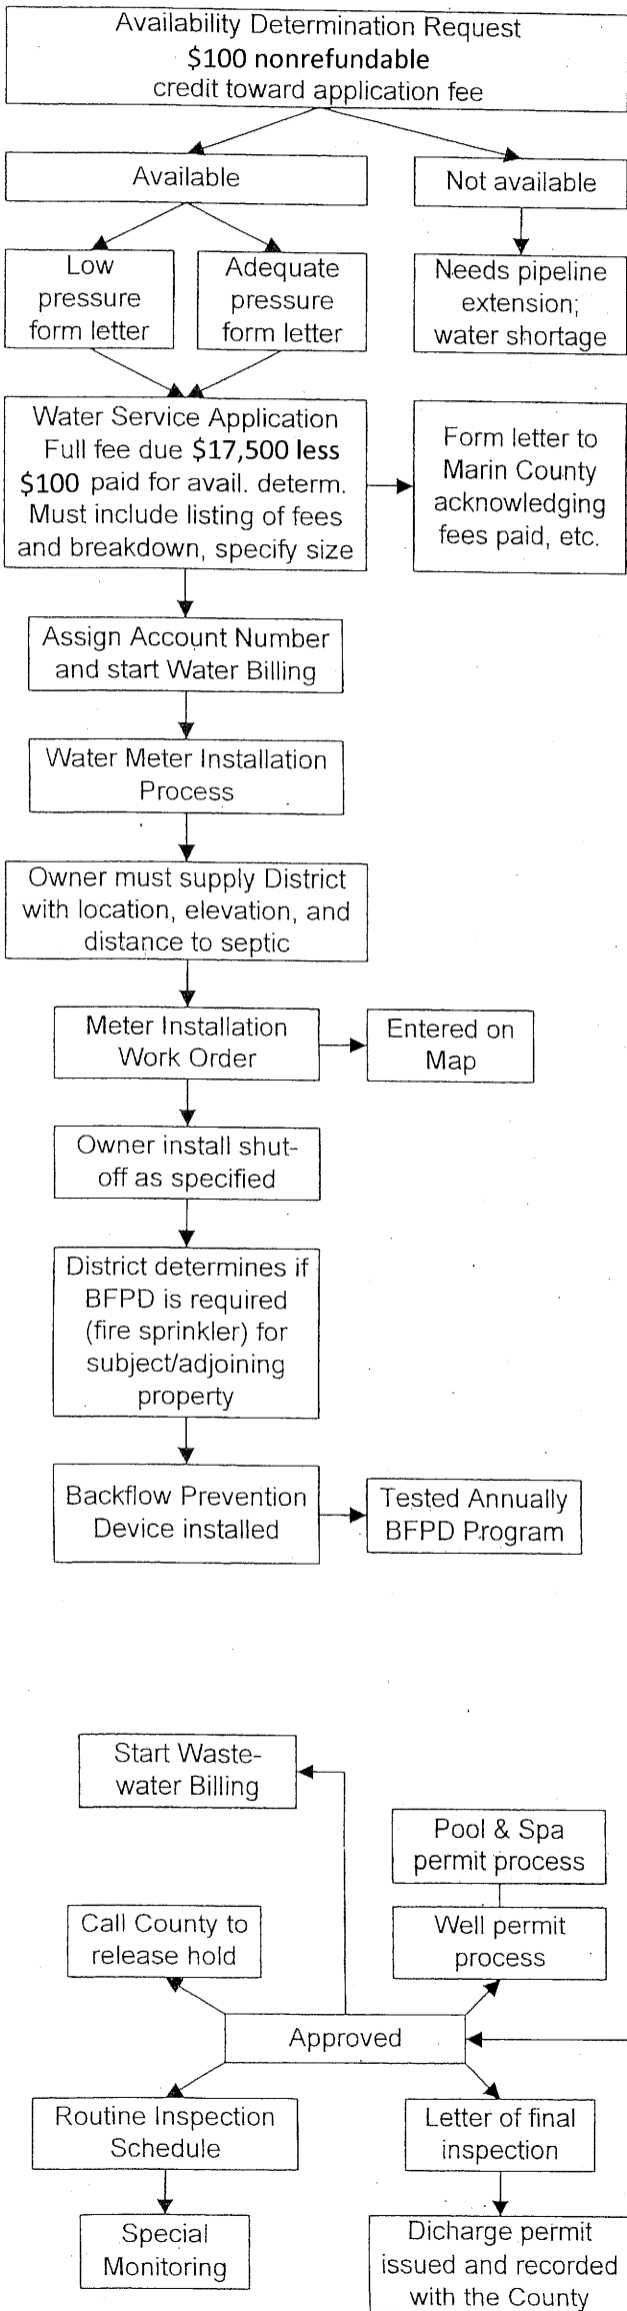 Availability Determination Request
$100 nonrefundable
credit toward application fee
Available
Not available
Low
pressure
form letter
Adequate
pressure
form letter
Needs pipeline
extension;
water shortage
Water Service Application
Full fee due $17,500 less
$100 paid for avail. determ.
Must include listing of fees
and breakdown, specify size
Form letter to
Marin County
acknowledging
fees paid, etc.
Assign Account Number
and start Water Billing
Water Meter Installation
Process
Owner must supply District
with location, elevation, and
distance to septic
Meter Installation
Work Order
Entered on
Map
Owner install shut-
off as specified
District determines if
BFPD is required
(fire sprinkler) for
subject/adjoining
property
Backflow Prevention
Device installed
Tested Annually
BFPD Program
Start Waste-
water Billing
Pool & Spa
permit process
Call County to
release hold
Well permit
process
Approved
Routine Inspection
Schedule
Letter of final
inspection
Special
Monitoring
Dicharge permit
issued and recorded
with the County